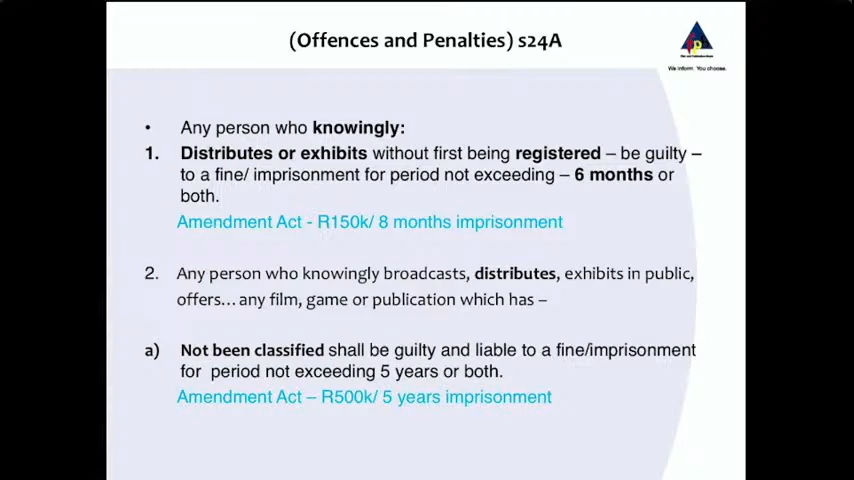 (Offences and Penalties) s24A
We inform. You choose.
• Any person who knowingly:
1. Distributes or exhibits without first being registered – be guilty –
to a fine/ imprisonment for period not exceeding – 6 months or
both.
Amendment Act - R150k/ 8 months imprisonment
2. Any person who knowingly broadcasts, distributes, exhibits in public,
offers… any film, game or publication which has –
a) Not been classified shall be guilty and liable to a fine/imprisonment
for period not exceeding 5 years or both.
Amendment Act – R500k/ 5 years imprisonment